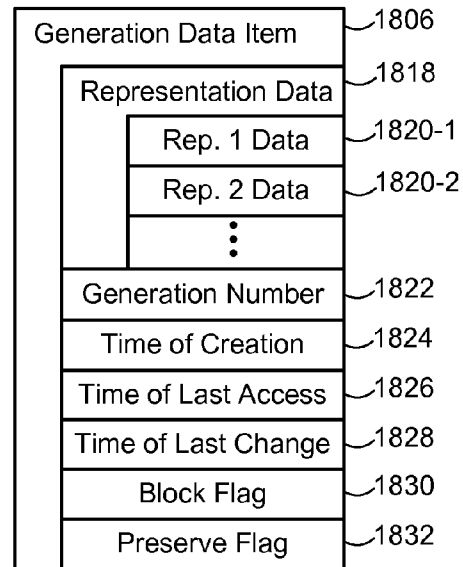 Generation Data Item 1806
Representation Data 1818
Rep. 1 Data 1820-1
Rep. 2 Data 1820-2
Generation Number 1822
Time of Creation 1824
Time of Last Access 1826
Time of Last Change 1828
Block Flag 1830
Preserve Flag 1832